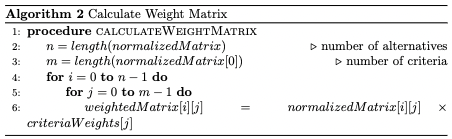 Algorithm 2 Calculate Weight Matrix
1: procedure CALCULATEWEIGHTMATRIX
2: n = length(normalizedMatrix) ▷ number of alternatives
3: m = length(normalizedMatrix[0]) ▷ number of criteria
4: for i = 0 to n − 1 do
5: for j = 0 to m − 1 do
6: weightedMatrix[i][j] = normalizedMatrix[i][j] ×
criteriaWeights[j]